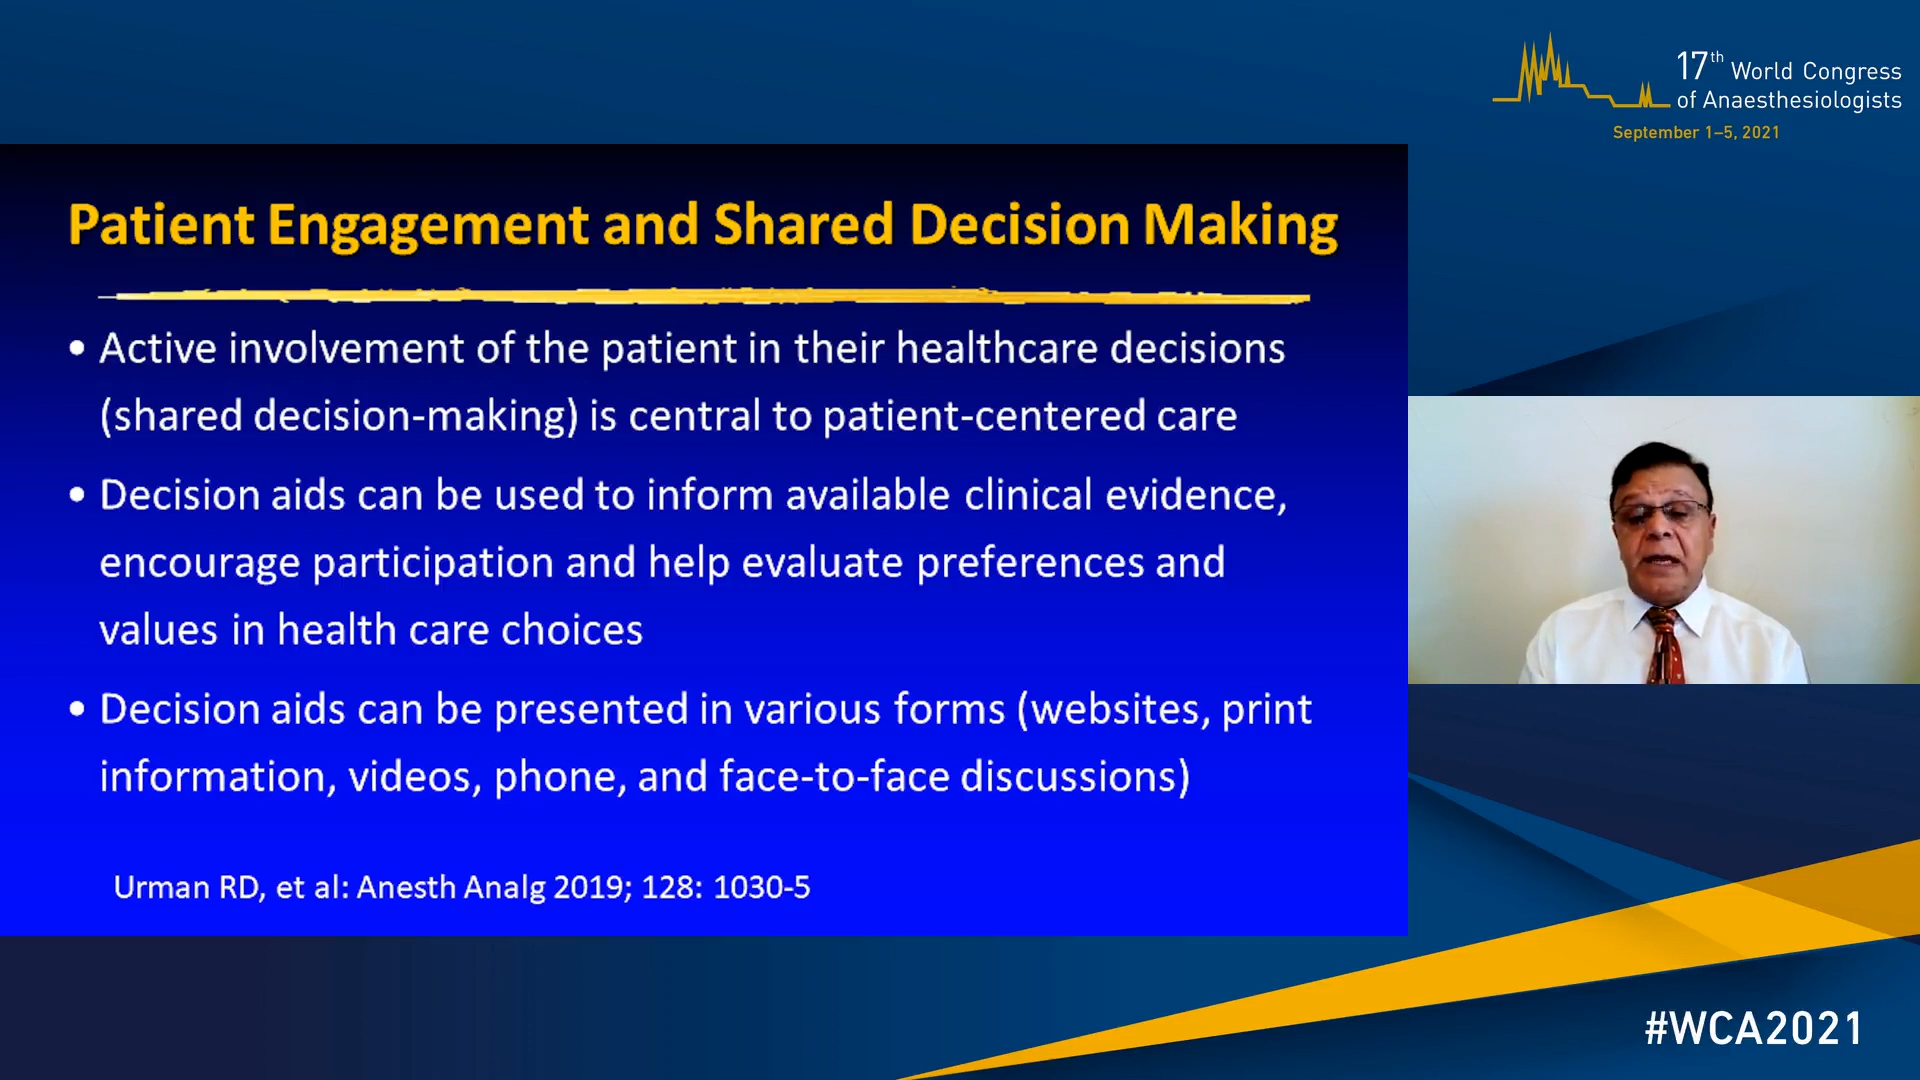 17th World Congress
of Anaesthesiologists
September 1–5, 2021
Patient Engagement and Shared Decision Making
• Active involvement of the patient in their healthcare decisions
(shared decision-making) is central to patient-centered care
• Decision aids can be used to inform available clinical evidence,
encourage participation and help evaluate preferences and
values in health care choices
• Decision aids can be presented in various forms (websites, print
information, videos, phone, and face-to-face discussions)
Urman RD, et al: Anesth Analg 2019; 128: 1030-5
#WCA2021